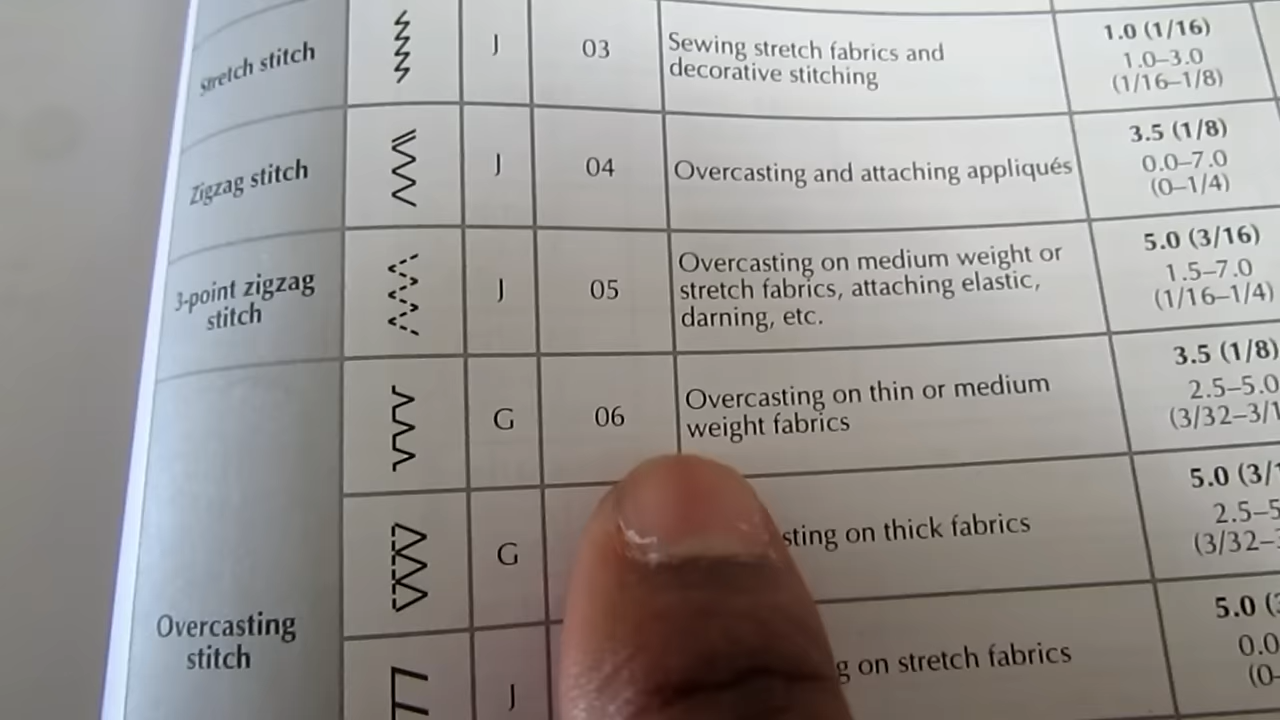 stretch stitch
J
03
Sewing stretch fabrics and
decorative stitching
1.0 (1/16)
1.0–3.0
(1/16–1/8)
Zigzag stitch
J
04
Overcasting and attaching appliqués
3.5 (1/8)
0.0–7.0
(0–1/4)
3-point zigzag
stitch
J
05
Overcasting on medium weight or
stretch fabrics, attaching elastic,
darning, etc.
5.0 (3/16)
1.5–7.0
(1/16–1/4)
Overcasting
stitch
G
06
Overcasting on thin or medium
weight fabrics
3.5 (1/8)
2.5–5.0
(3/32–3/1
G
sting on thick fabrics
5.0 (3/1
2.5–5
(3/32–
J
g on stretch fabrics
5.0 (
0.0
(0–